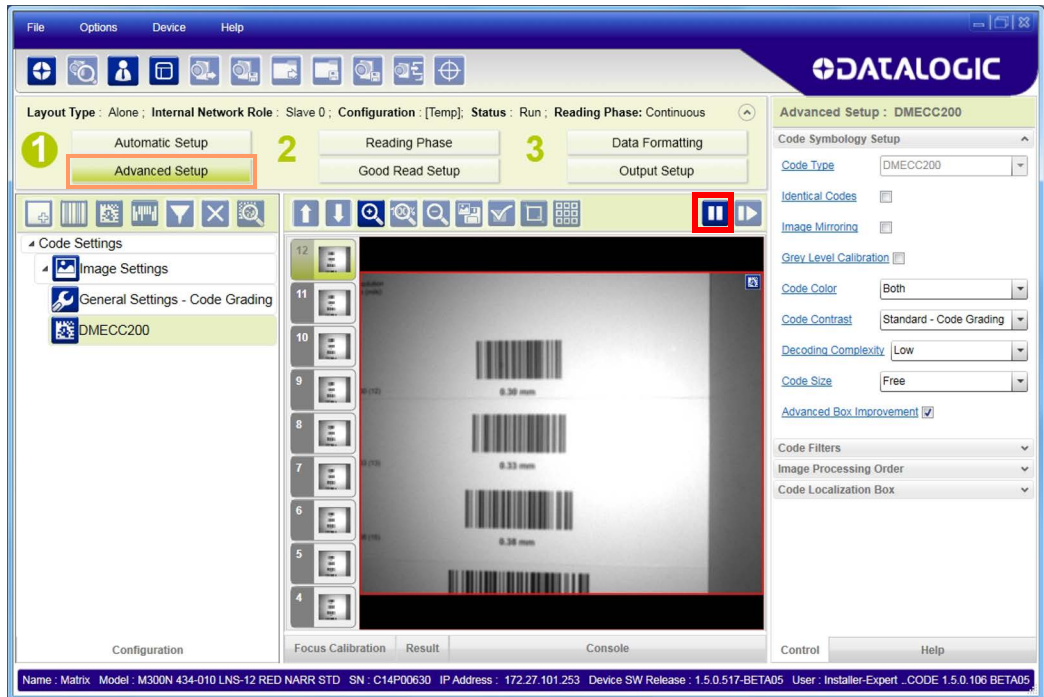 File Options Device Help
DATALOGIC
Layout Type : Alone ; Internal Network Role : Slave 0 ; Configuration : [Temp]; Status : Run ; Reading Phase: Continuous
1 Automatic Setup 2 Reading Phase 3 Data Formatting
Advanced Setup Good Read Setup Output Setup
Code Settings
Image Settings
General Settings - Code Grading
DMECC200
Configuration
12
11
10
9
8
7
6
5
4
0.30 mm
0.33 mm
0.38 mm
Focus Calibration Result Console
Advanced Setup : DMECC200
Code Symbology Setup
Code Type DMECC200
Identical Codes
Image Mirroring
Grey Level Calibration
Code Color Both
Code Contrast Standard - Code Grading
Decoding Complexity Low
Code Size Free
Advanced Box Improvement
Code Filters
Image Processing Order
Code Localization Box
Control Help
Name : Matrix Model : M300N 434-010 LNS-12 RED NARR STD SN : C14P00630 IP Address : 172.27.101.253 Device SW Release : 1.5.0.517-BETA05 User : Installer-Expert ..CODE 1.5.0.106 BETA05